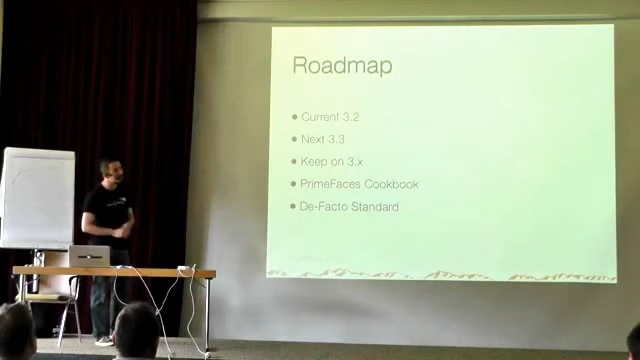 Roadmap
• Current 3.2
• Next 3.3
• Keep on 3.x
• PrimeFaces Cookbook
• De-Facto Standard